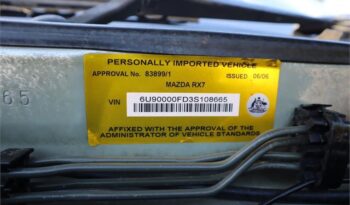 PERSONALLY IMPORTED VEHICLE
APPROVAL No. 83899/1 ISSUED 06/06
MAZDA RX7
VIN 6U90000FD3S108665
AFFIXED WITH THE APPROVAL OF THE
ADMINISTRATOR OF VEHICLE STANDARDS